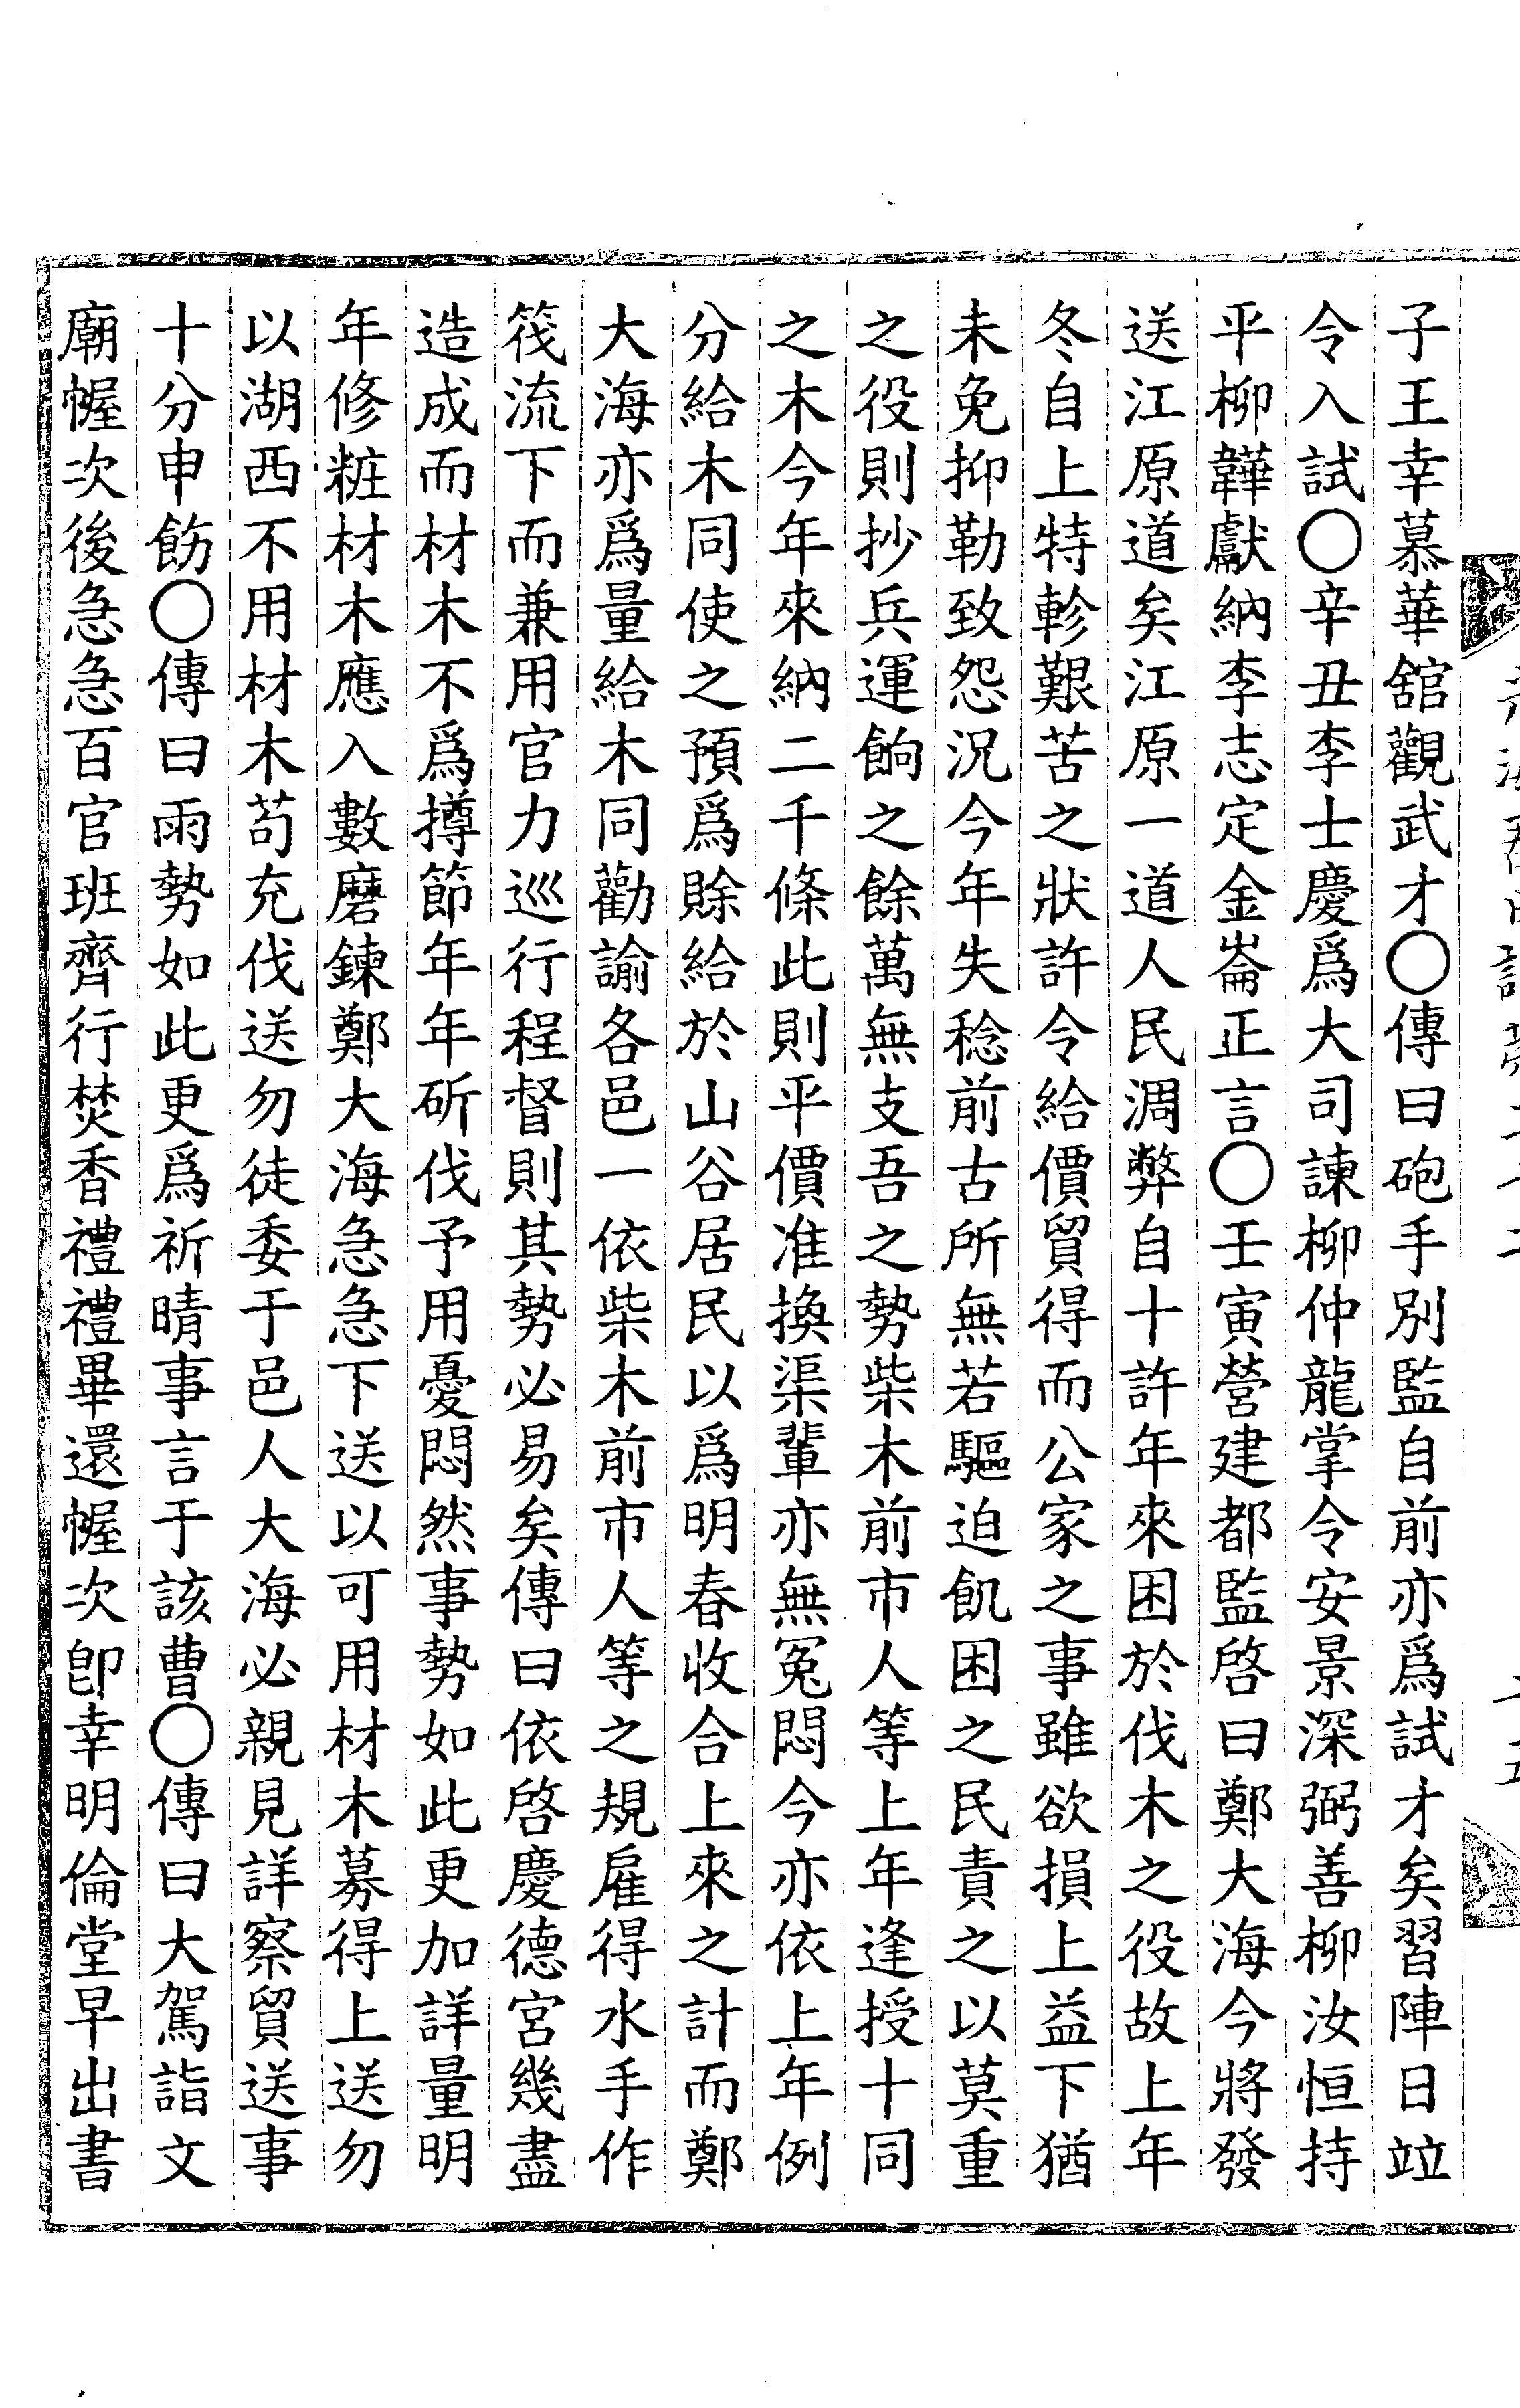 子王幸慕華舘觀武才○傳曰砲手別監自前亦爲試才矣習陣日竝
令入試○辛丑李士慶爲大司諫柳仲龍掌令安景深弼善柳汝恒持
平柳韡獻納李志定金崙正言○壬寅營建都監啓曰鄭大海今將發
送江原道矣江原一道人民凋弊自十許年來困於伐木之役故上年
冬自上特軫艱苦之狀許令給價貿得而公家之事雖欲損上益下猶
未免抑勒致怨況今年失稔前古所無若驅迫飢困之民責之以莫重
之役則抄兵運餉之餘萬無支吾之勢柴木前市人等上年逢授十同
之木今年來納二千條此則平價准換渠輩亦無冤悶今亦依上年例
分給木同使之預爲賖給於山谷居民以爲明春收合上來之計而鄭
大海亦爲量給木同勸諭各邑一依柴木前市人等之規雇得水手作
筏流下而兼用官力巡行程督則其勢必易矣傳曰依啓慶德宮幾盡
造成而材木不爲撙節年年斫伐予用憂悶然事勢如此更加詳量明
年修粧材木應入數磨鍊鄭大海急急下送以可用材木募得上送勿
以湖西不用材木苟充伐送勿徒委于邑人大海必親見詳察貿送事
十分申飭○傳曰雨勢如此更爲祈晴事言于該曹○傳曰大駕詣文
廟幄次後急急百官班齊行焚香禮禮畢還幄次卽幸明倫堂早出書